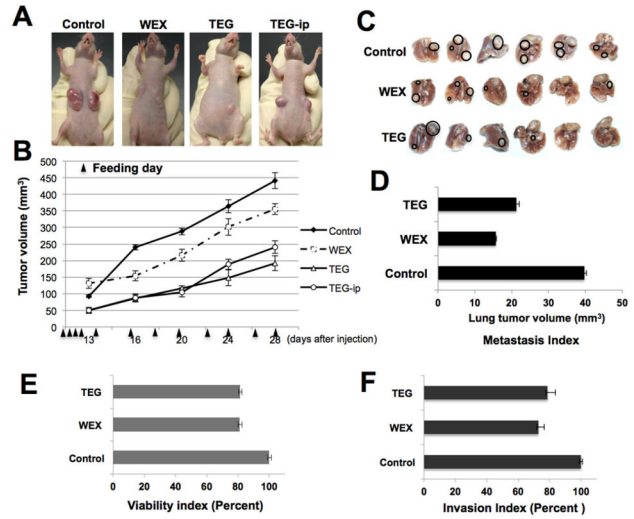 A
Control WEX TEG TEG-ip
B
▲ Feeding day
Tumor volume (mm³)
500
450
400
350
300
250
200
150
100
50
0
13 16 20 24 28 (days after injection)
Control
WEX
TEG
TEG-ip
C
Control
WEX
TEG
D
TEG
WEX
Control
0 10 20 30 40 50
Lung tumor volume (mm³)
Metastasis Index
E
TEG
WEX
Control
0 20 40 60 80 100
Viability index (Percent)
F
TEG
WEX
Control
0 20 40 60 80 100
Invasion Index (Percent )